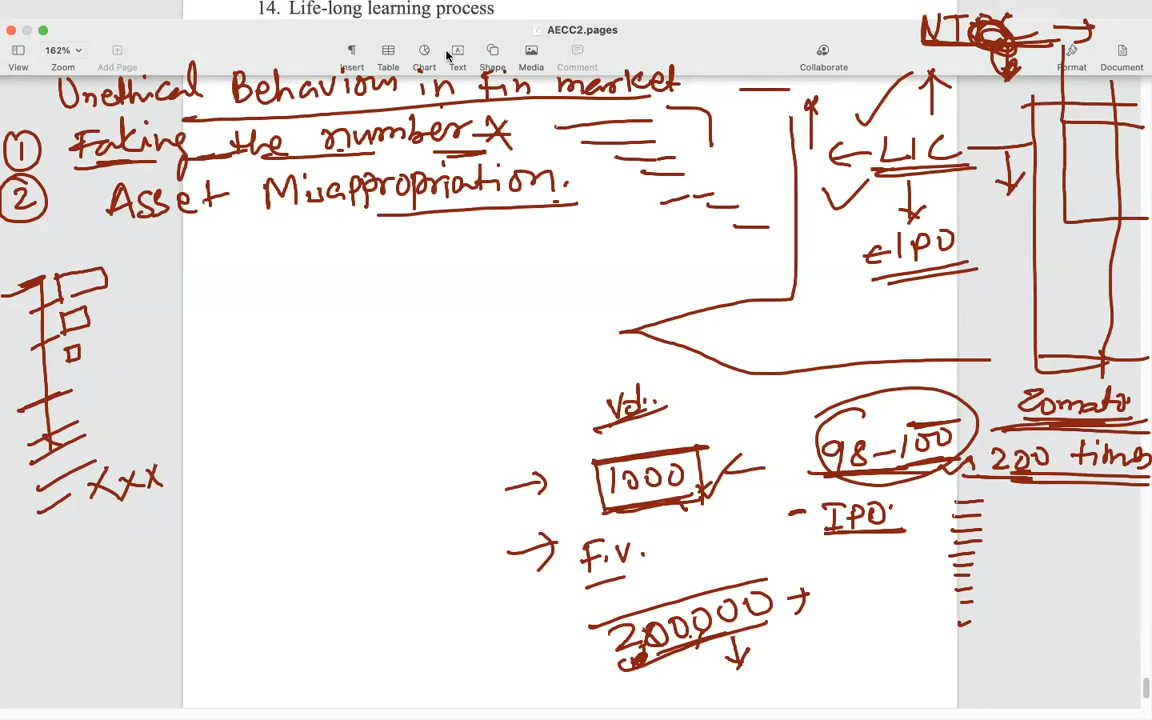 14. Life-long learning process
AECC2.pages
162%
View
Zoom
Add Page
Insert
Table
Chart
Text
Shape
Media
Comment
Collaborate
Format
Document
Unethical Behaviour in fin market
1 Faking the number X
2 Asset Misappropriation.
LIC
IPO
Zomato
200 times
98-100
IPO
1000
F.V.
200,000
XXX